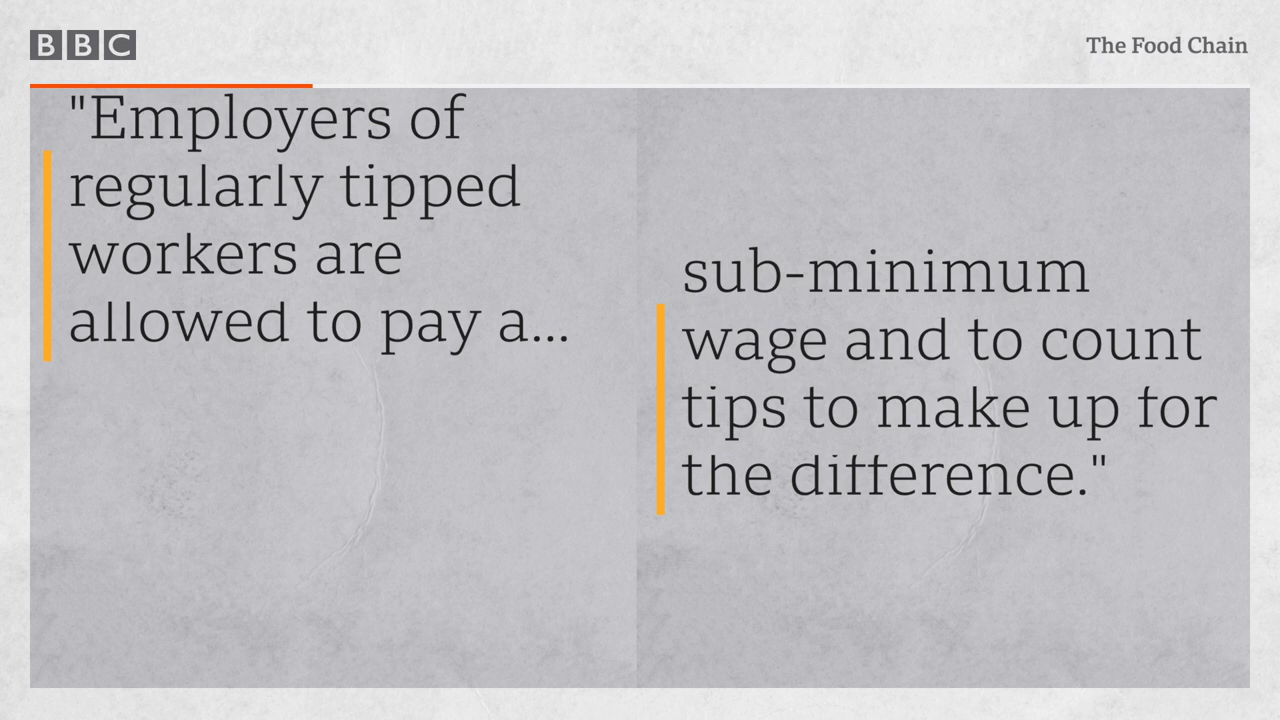 BBC
The Food Chain
"Employers of
regularly tipped
workers are
allowed to pay a...
sub-minimum
wage and to count
tips to make up for
the difference."